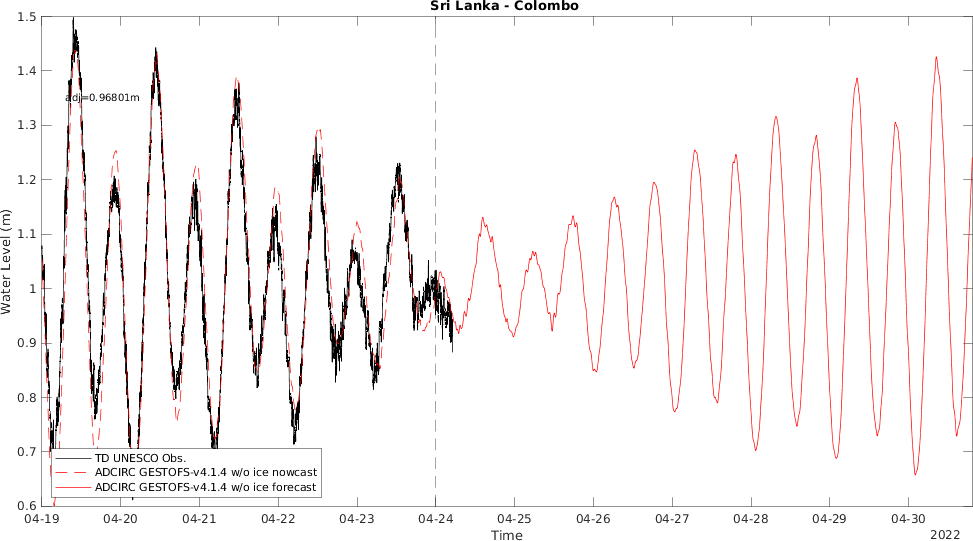 Sri Lanka - Colombo
1.5
1.4
1.3
1.2
1.1
1
0.9
0.8
0.7
0.6
Water Level (m)
adj=0.96801m
TD UNESCO Obs.
ADCIRC GESTOFS-v4.1.4 w/o ice nowcast
ADCIRC GESTOFS-v4.1.4 w/o ice forecast
04-19 04-20 04-21 04-22 04-23 04-24 04-25 04-26 04-27 04-28 04-29 04-30
Time
2022